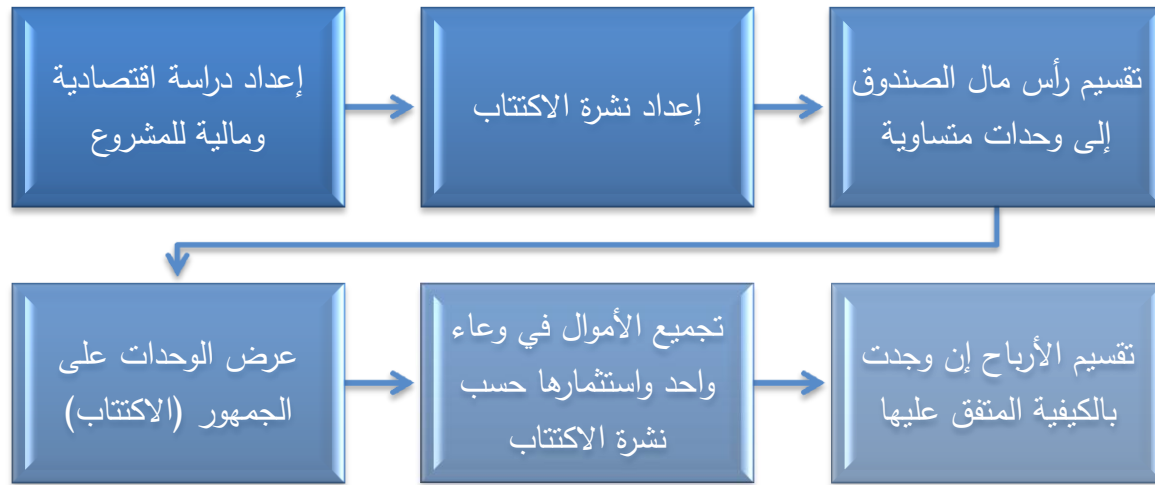 إعداد دراسة اقتصادية
ومالية للمشروع
إعداد نشرة الاكتتاب
تقسيم رأس مال الصندوق
إلى وحدات متساوية
عرض الوحدات على
الجمهور (الاكتتاب)
تجميع الأموال في وعاء
واحد واستثمارها حسب
نشرة الاكتتاب
تقسيم الأرباح إن وجدت
بالكيفية المتفق عليها